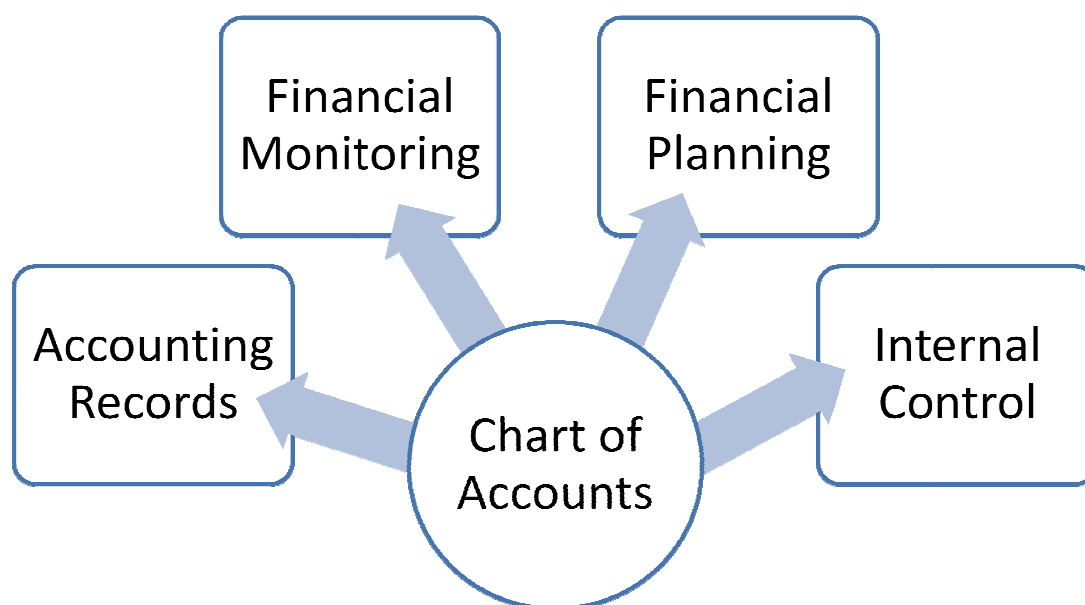 Financial
Monitoring
Financial
Planning
Accounting
Records
Internal
Control
Chart of
Accounts